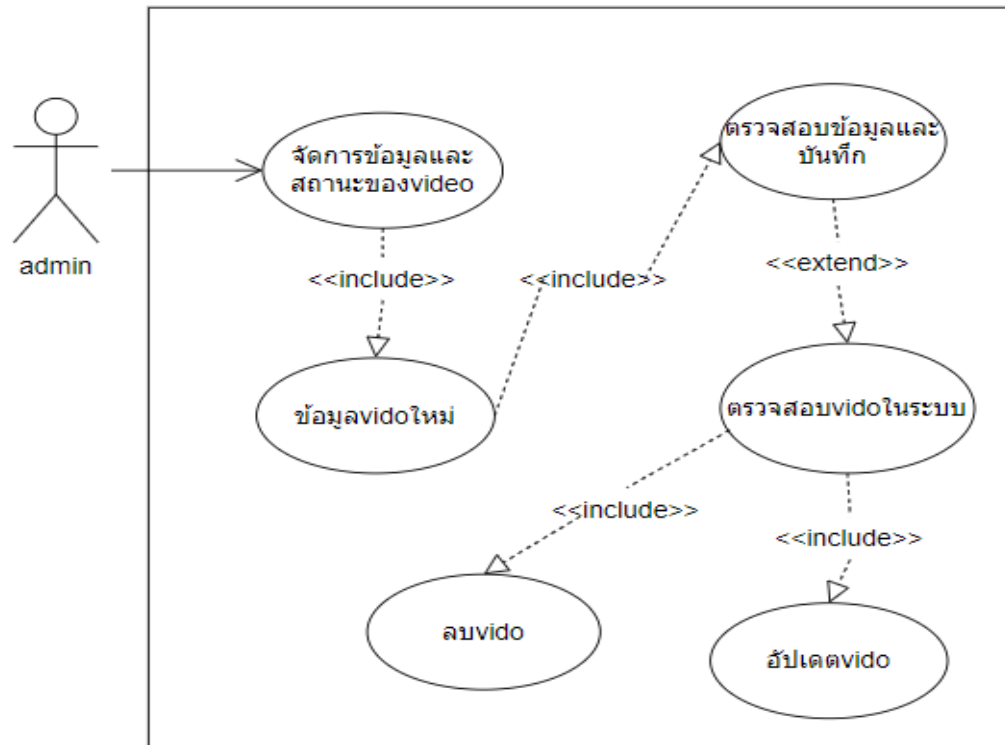 admin
จัดการข้อมูลและ
สถานะของvideo
<<include>>
ข้อมูลvidoใหม่
<<include>>
ตรวจสอบข้อมูลและ
บันทึก
<<extend>>
ตรวจสอบvidoในระบบ
<<include>>
ลบvido
<<include>>
อัปเดตvido